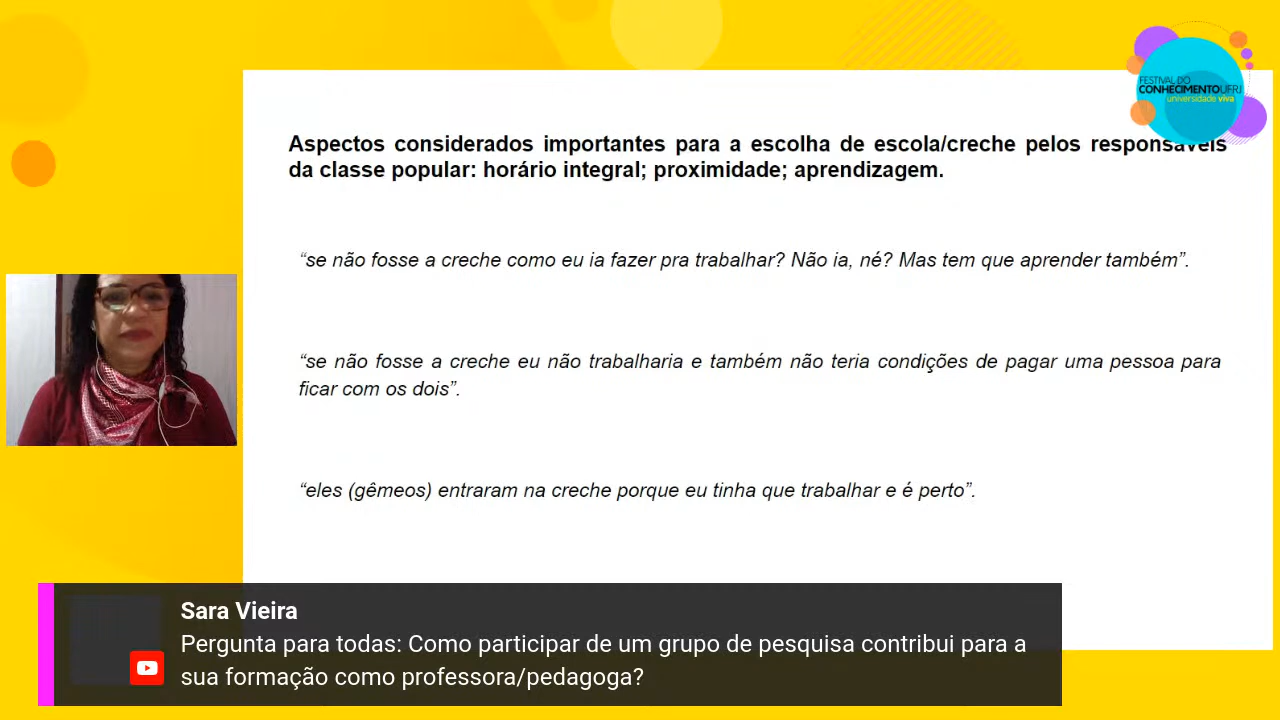 FESTIVAL DO
CONHECIMENTO UFRJ
universidade viva
Aspectos considerados importantes para a escolha de escola/creche pelos responsáveis
da classe popular: horário integral; proximidade; aprendizagem.
“se não fosse a creche como eu ia fazer pra trabalhar? Não ia, né? Mas tem que aprender também”.
“se não fosse a creche eu não trabalharia e também não teria condições de pagar uma pessoa para
ficar com os dois”.
“eles (gêmeos) entraram na creche porque eu tinha que trabalhar e é perto”.
Sara Vieira
Pergunta para todas: Como participar de um grupo de pesquisa contribui para a
sua formação como professora/pedagoga?